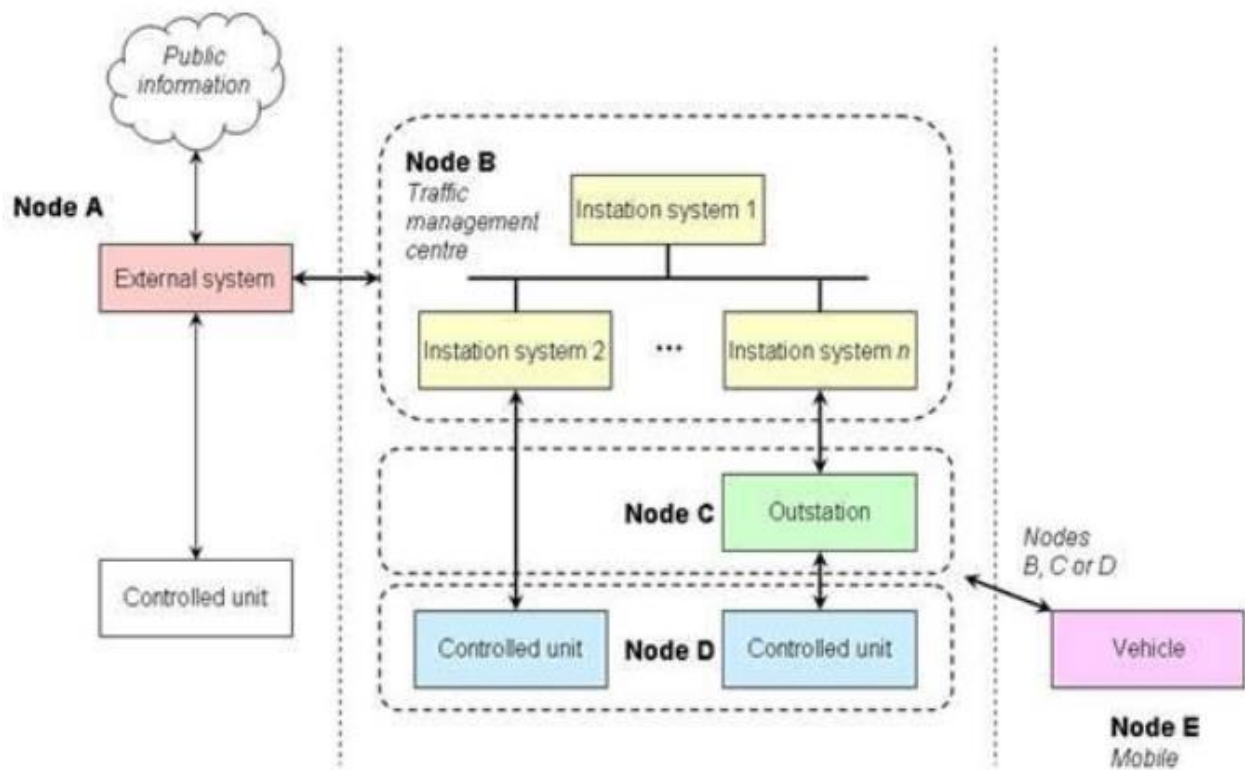 Public
information
Node A
External system
Controlled unit
Node B
Traffic
management
centre
Instation system 1
Instation system 2
...
Instation system n
Node C
Outstation
Controlled unit
Node D
Controlled unit
Nodes
B, C or D
Vehicle
Node E
Mobile